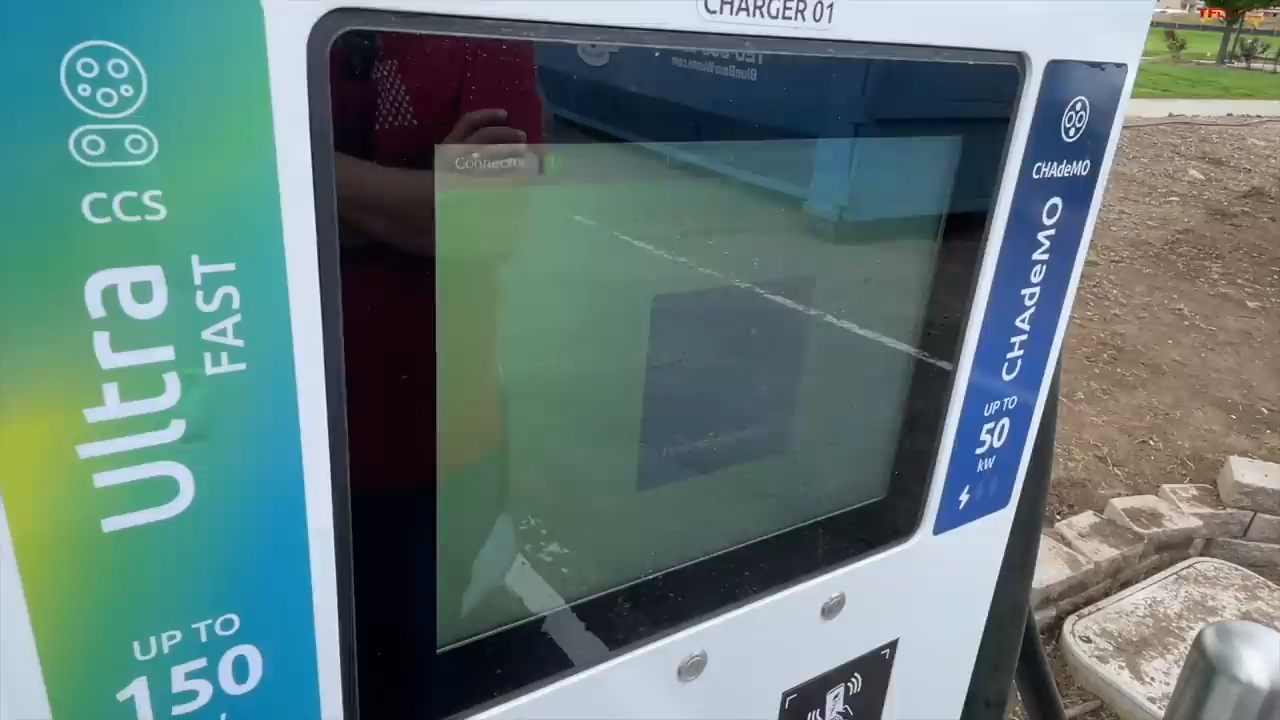 CHARGER 01
CCS
Ultra
FAST
UP TO
150
Connector
CHAdeMO
CHAdeMO
UP TO
50
kW